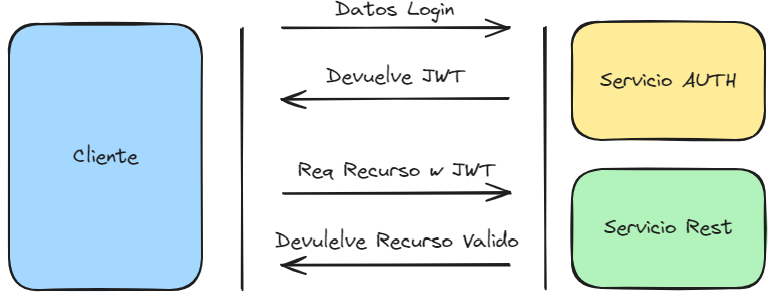 Datos Login
Devuelve JWT
Servicio AUTH
Cliente
Req Recurso w JWT
Devulelve Recurso Valido
Servicio Rest